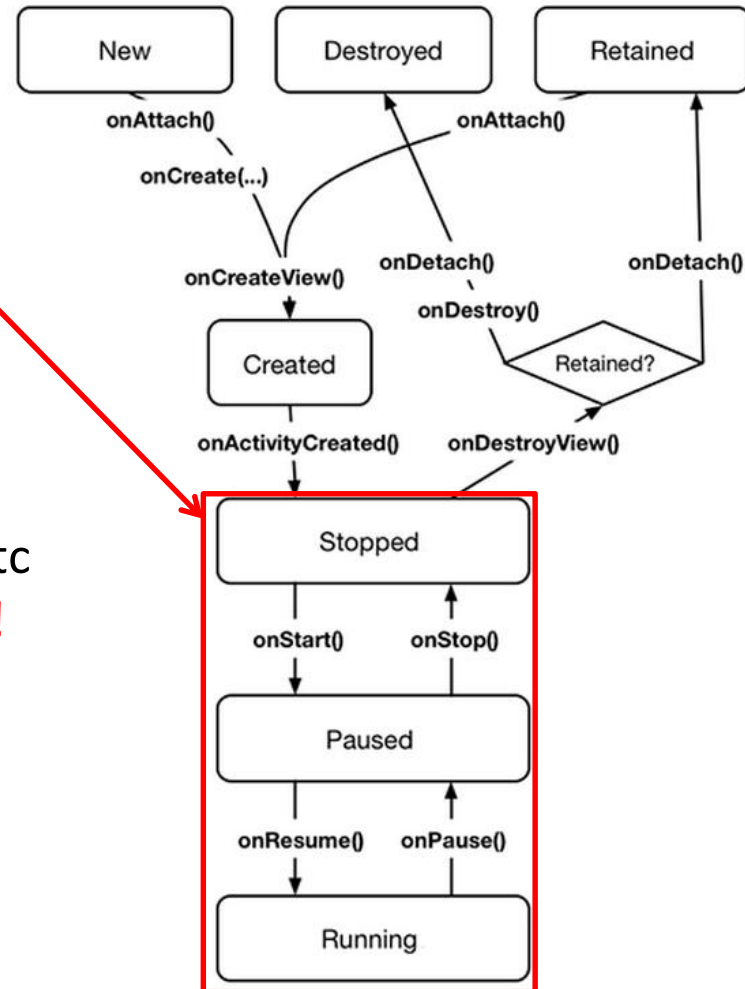 New Destroyed Retained
onAttach() onAttach()
onCreate(...)
onCreateView() onDetach() onDetach()
onDestroy()
Created Retained?
onActivityCreated() onDestroyView()
Stopped
tc
!
onStart() onStop()
Paused
onResume() onPause()
Running